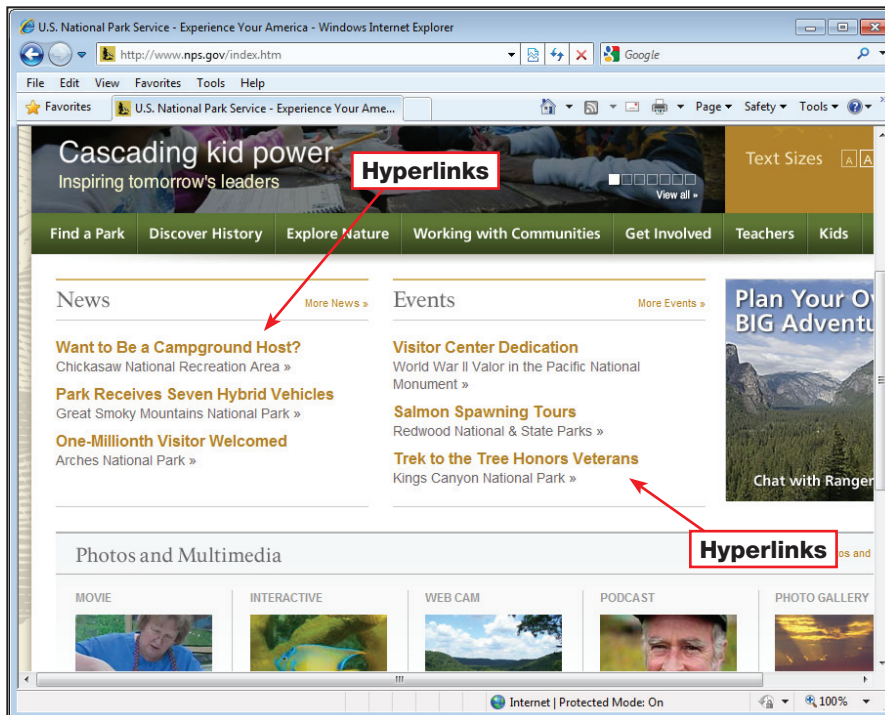 U.S. National Park Service - Experience Your America - Windows Internet Explorer
http://www.nps.gov/index.htm
Google
File Edit View Favorites Tools Help
Favorites
U.S. National Park Service - Experience Your Ame...
Page Safety Tools
Cascading kid power
Inspiring tomorrow's leaders
Hyperlinks
View all »
Text Sizes A A
Find a Park Discover History Explore Nature Working with Communities Get Involved Teachers Kids
News More News »
Want to Be a Campground Host?
Chickasaw National Recreation Area »
Park Receives Seven Hybrid Vehicles
Great Smoky Mountains National Park »
One-Millionth Visitor Welcomed
Arches National Park »
Events More Events »
Visitor Center Dedication
World War II Valor in the Pacific National
Monument »
Salmon Spawning Tours
Redwood National & State Parks »
Trek to the Tree Honors Veterans
Kings Canyon National Park »
Plan Your O
BIG Adventu
Chat with Ranger
Hyperlinks
Photos and Multimedia
os and
MOVIE INTERACTIVE WEB CAM PODCAST PHOTO GALLERY
Internet | Protected Mode: On
100%